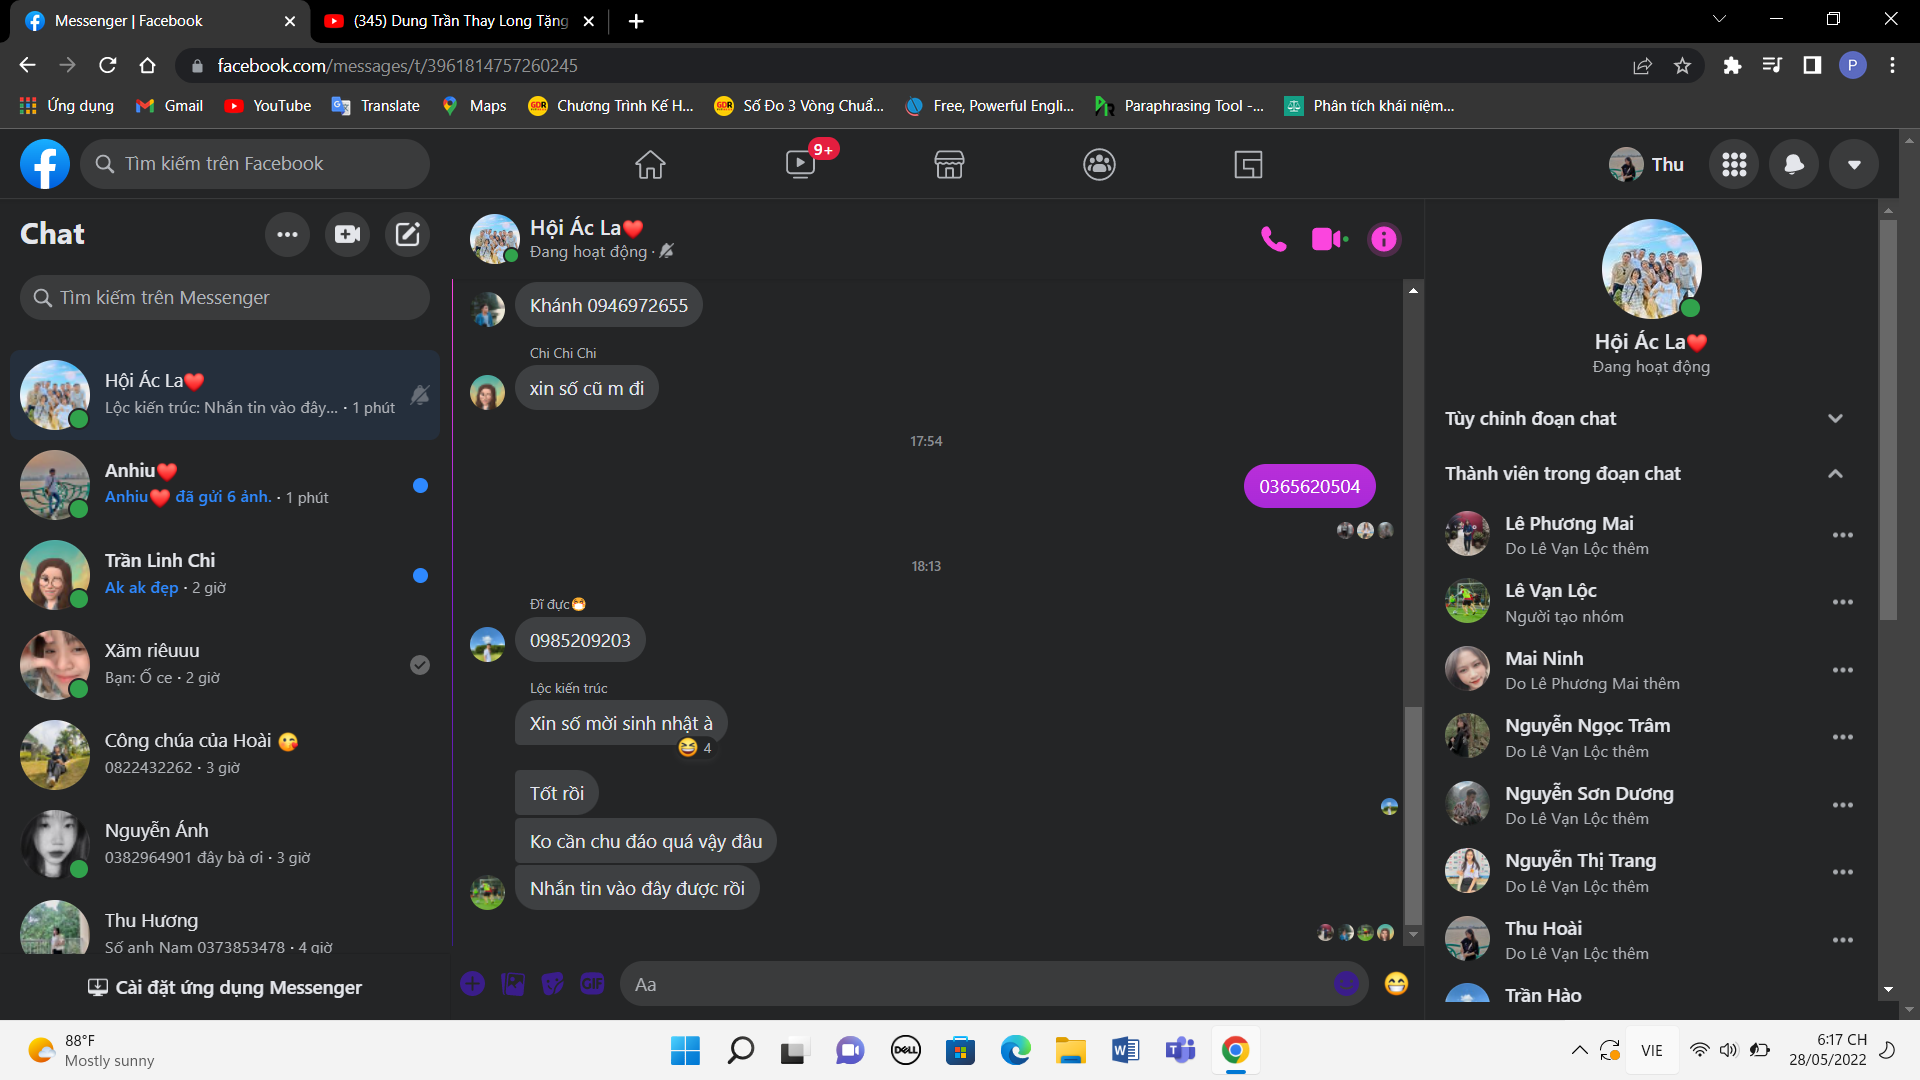 Messenger | Facebook
(345) Dung Trần Thay Long Tặng
facebook.com/messages/t/3961814757260245
P
Ứng dụng
Gmail
YouTube
Translate
Maps
Chương Trình Kế H...
Số Đo 3 Vòng Chuẩ...
Free, Powerful Engli...
Paraphrasing Tool -...
Phân tích khái niệm...
Tìm kiếm trên Facebook
9+
Thu
Chat
Tìm kiếm trên Messenger
Hội Ác La❤️
Lộc kiến trúc: Nhắn tin vào đây... · 1 phút
Anhiu❤️
Anhiu❤️ đã gửi 6 ảnh. · 1 phút
Trần Linh Chi
Ak ak đẹp · 2 giờ
Xăm riêuuu
Bạn: Ố ce · 2 giờ
Công chúa của Hoài 😘
0822432262 · 3 giờ
Nguyễn Ánh
0382964901 đây bà ơi · 3 giờ
Thu Hương
Số anh Nam 0373853478 · 4 giờ
Cài đặt ứng dụng Messenger
Hội Ác La❤️
Đang hoạt động ·
Khánh 0946972655
Chi Chi Chi
xin số cũ m đi
17:54
0365620504
18:13
Đĩ đực😷
0985209203
Lộc kiến trúc
Xin số mời sinh nhật à
😆 4
Tốt rồi
Ko cần chu đáo quá vậy đâu
Nhắn tin vào đây được rồi
GIF
Aa
Hội Ác La❤️
Đang hoạt động
Tùy chỉnh đoạn chat
Thành viên trong đoạn chat
Lê Phương Mai
Do Lê Vạn Lộc thêm
Lê Vạn Lộc
Người tạo nhóm
Mai Ninh
Do Lê Phương Mai thêm
Nguyễn Ngọc Trâm
Do Lê Vạn Lộc thêm
Nguyễn Sơn Dương
Do Lê Vạn Lộc thêm
Nguyễn Thị Trang
Do Lê Vạn Lộc thêm
Thu Hoài
Do Lê Vạn Lộc thêm
Trần Hào
88°F
Mostly sunny
DELL
VIE
6:17 CH
28/05/2022